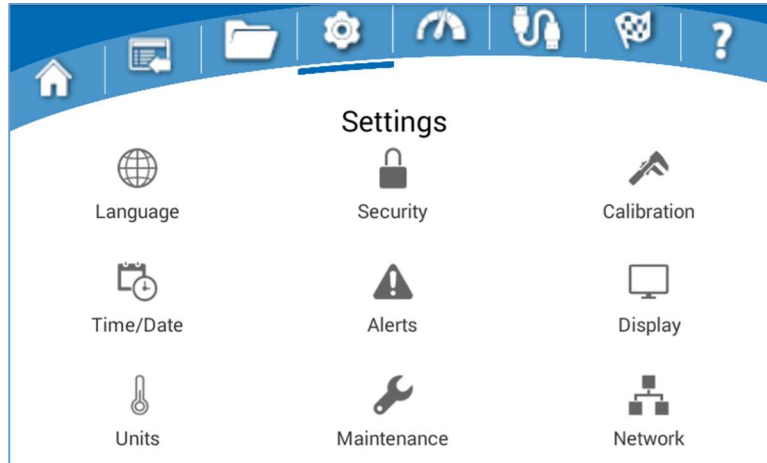 ?
Settings
Language Security Calibration
Time/Date Alerts Display
Units Maintenance Network